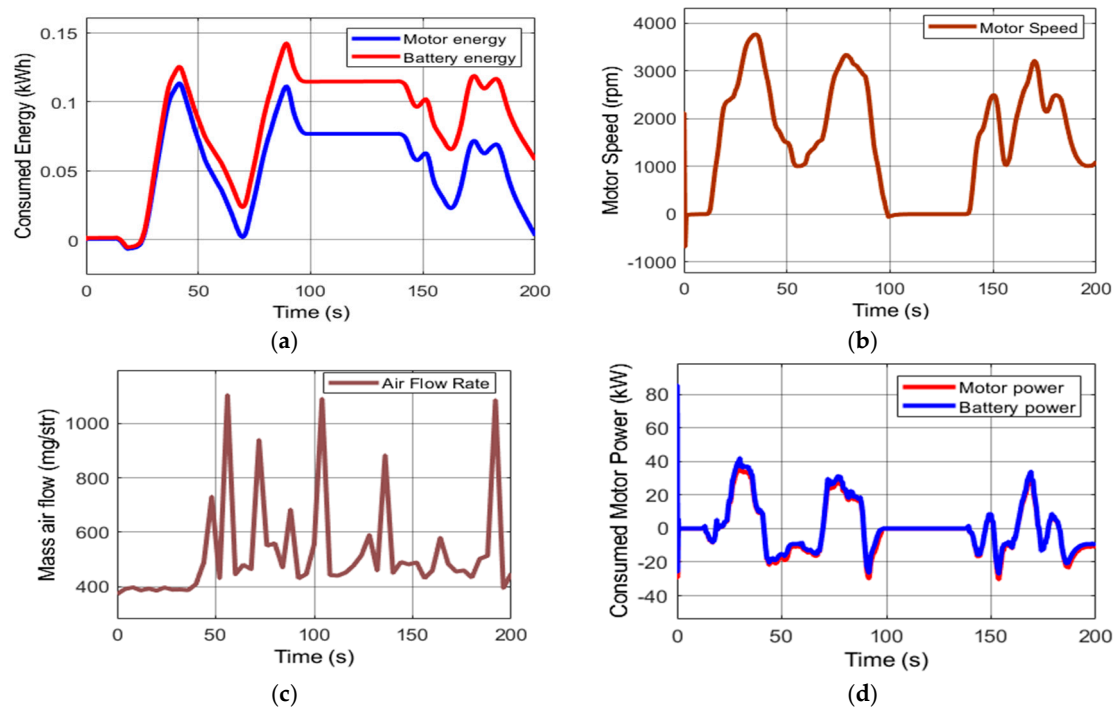 Consumed Energy (kWh)
0.15
0.1
0.05
0
Motor energy
Battery energy
0 50 100 150 200
Time (s)
(a)
Motor Speed (rpm)
4000
3000
2000
1000
0
-1000
Motor Speed
0 50 100 150 200
Time (s)
(b)
Mass air flow (mg/str)
1000
800
600
400
Air Flow Rate
0 50 100 150 200
Time (s)
(c)
Consumed Motor Power (kW)
80
60
40
20
0
-20
-40
Motor power
Battery power
0 50 100 150 200
Time (s)
(d)